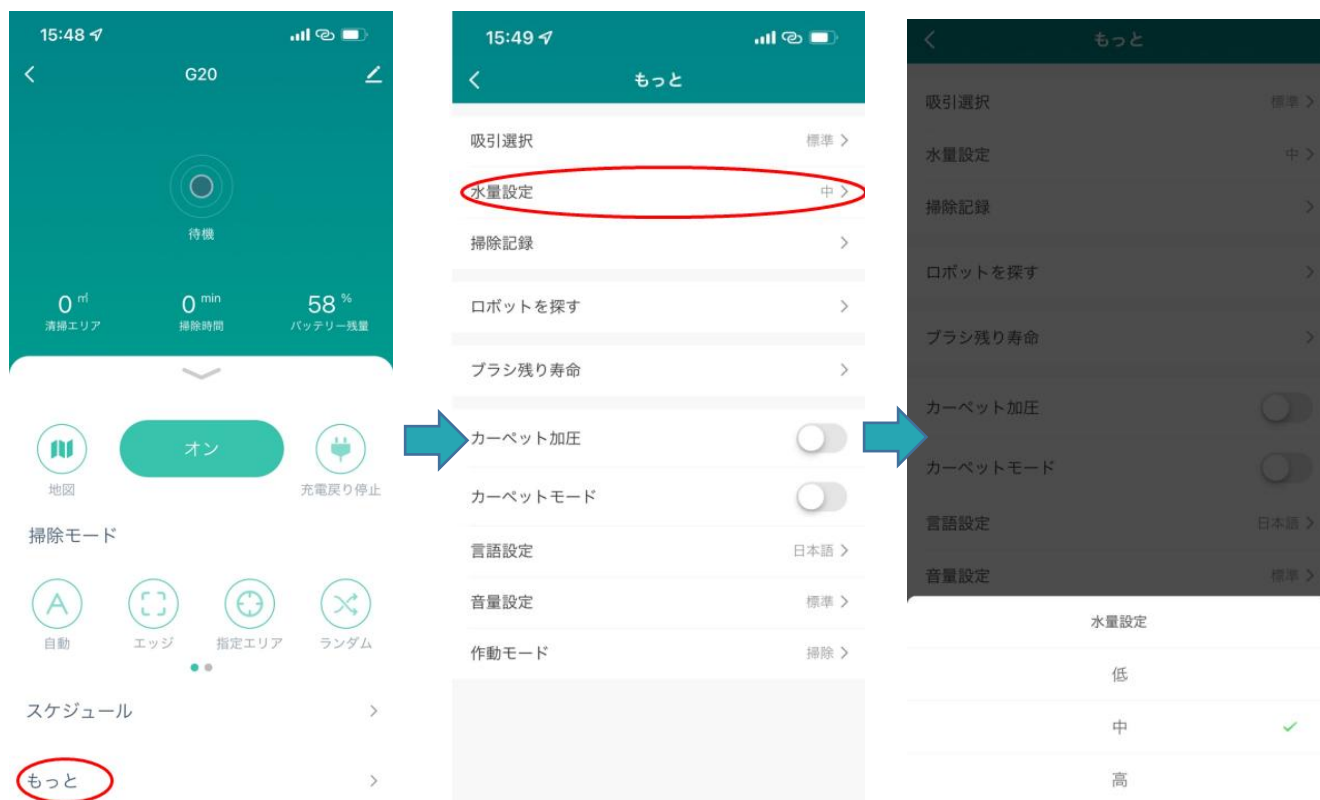 15:48
G20
待機
0 ㎡
清掃エリア
0 min
掃除時間
58 %
バッテリー残量
地図
オン
充電戻り停止
掃除モード
自動
エッジ
指定エリア
ランダム
スケジュール
もっと
15:49
もっと
吸引選択 標準
水量設定 中
掃除記録
ロボットを探す
ブラシ残り寿命
カーペット加圧
カーペットモード
言語設定 日本語
音量設定 標準
作動モード 掃除
もっと
吸引選択 標準
水量設定 中
掃除記録
ロボットを探す
ブラシ残り寿命
カーペット加圧
カーペットモード
言語設定 日本語
音量設定 標準
水量設定
低
中
高